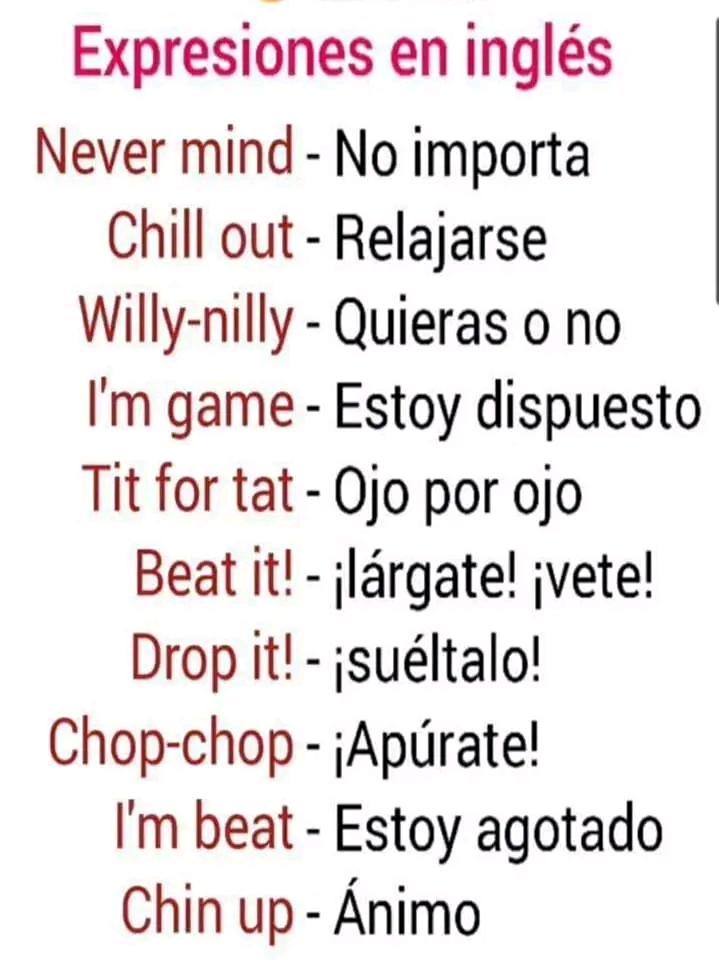 Expresiones en inglés
Never mind - No importa
Chill out - Relajarse
Willy-nilly - Quieras o no
I'm game - Estoy dispuesto
Tit for tat - Ojo por ojo
Beat it! - ¡lárgate! ¡vete!
Drop it! - ¡suéltalo!
Chop-chop - ¡Apúrate!
I'm beat - Estoy agotado
Chin up - Ánimo